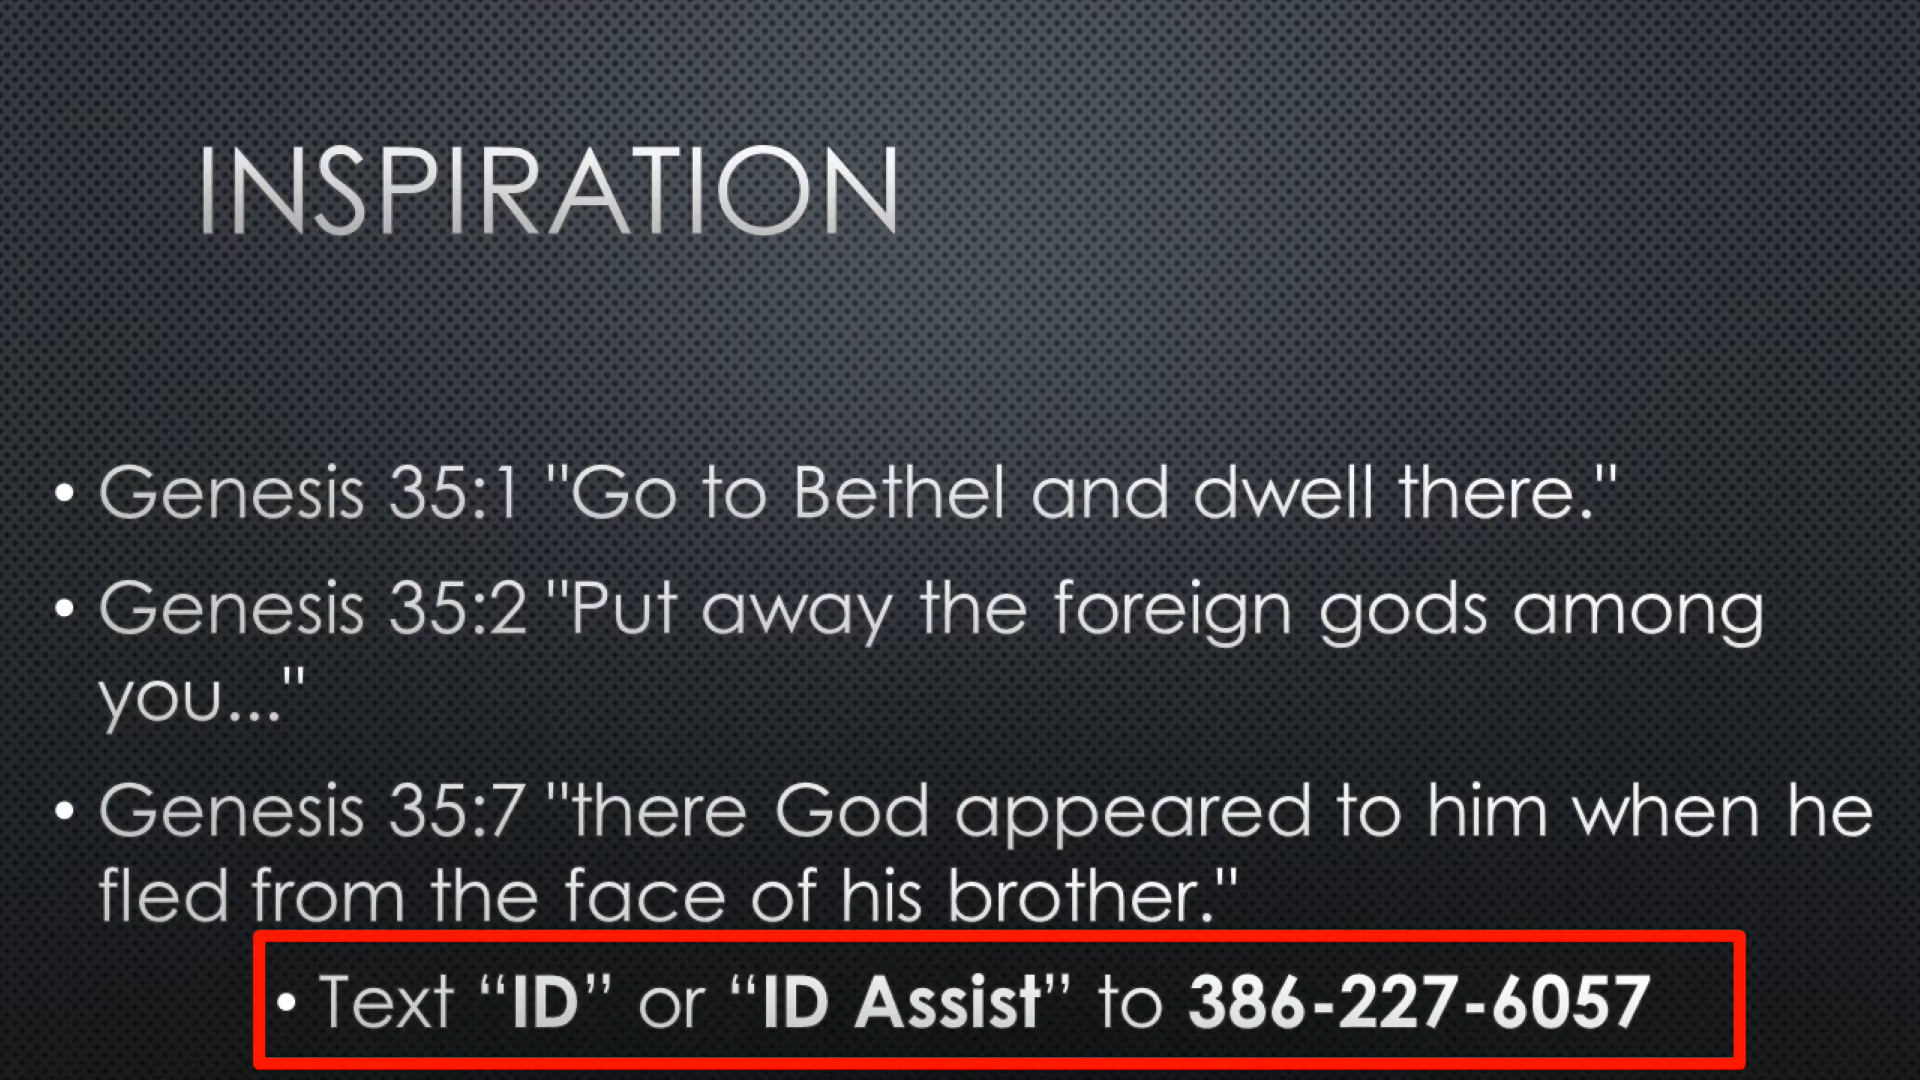 INSPIRATION
• Genesis 35:1 "Go to Bethel and dwell there."
• Genesis 35:2 "Put away the foreign gods among
you..."
• Genesis 35:7 "there God appeared to him when he
fled from the face of his brother."
• Text “ID” or “ID Assist” to 386-227-6057